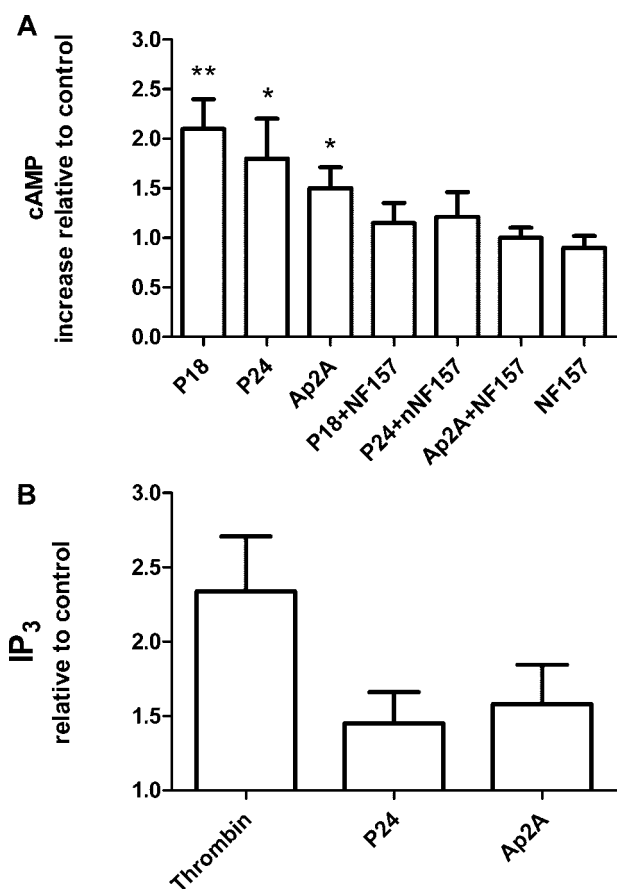 A
cAMP
increase relative to control
3.0
2.5
2.0
1.5
1.0
0.5
0.0
**
*
*
P18
P24
Ap2A
P18+NF157
P24+nNF157
Ap2A+NF157
NF157
B
IP3
relative to control
3.0
2.5
2.0
1.5
1.0
Thrombin
P24
Ap2A